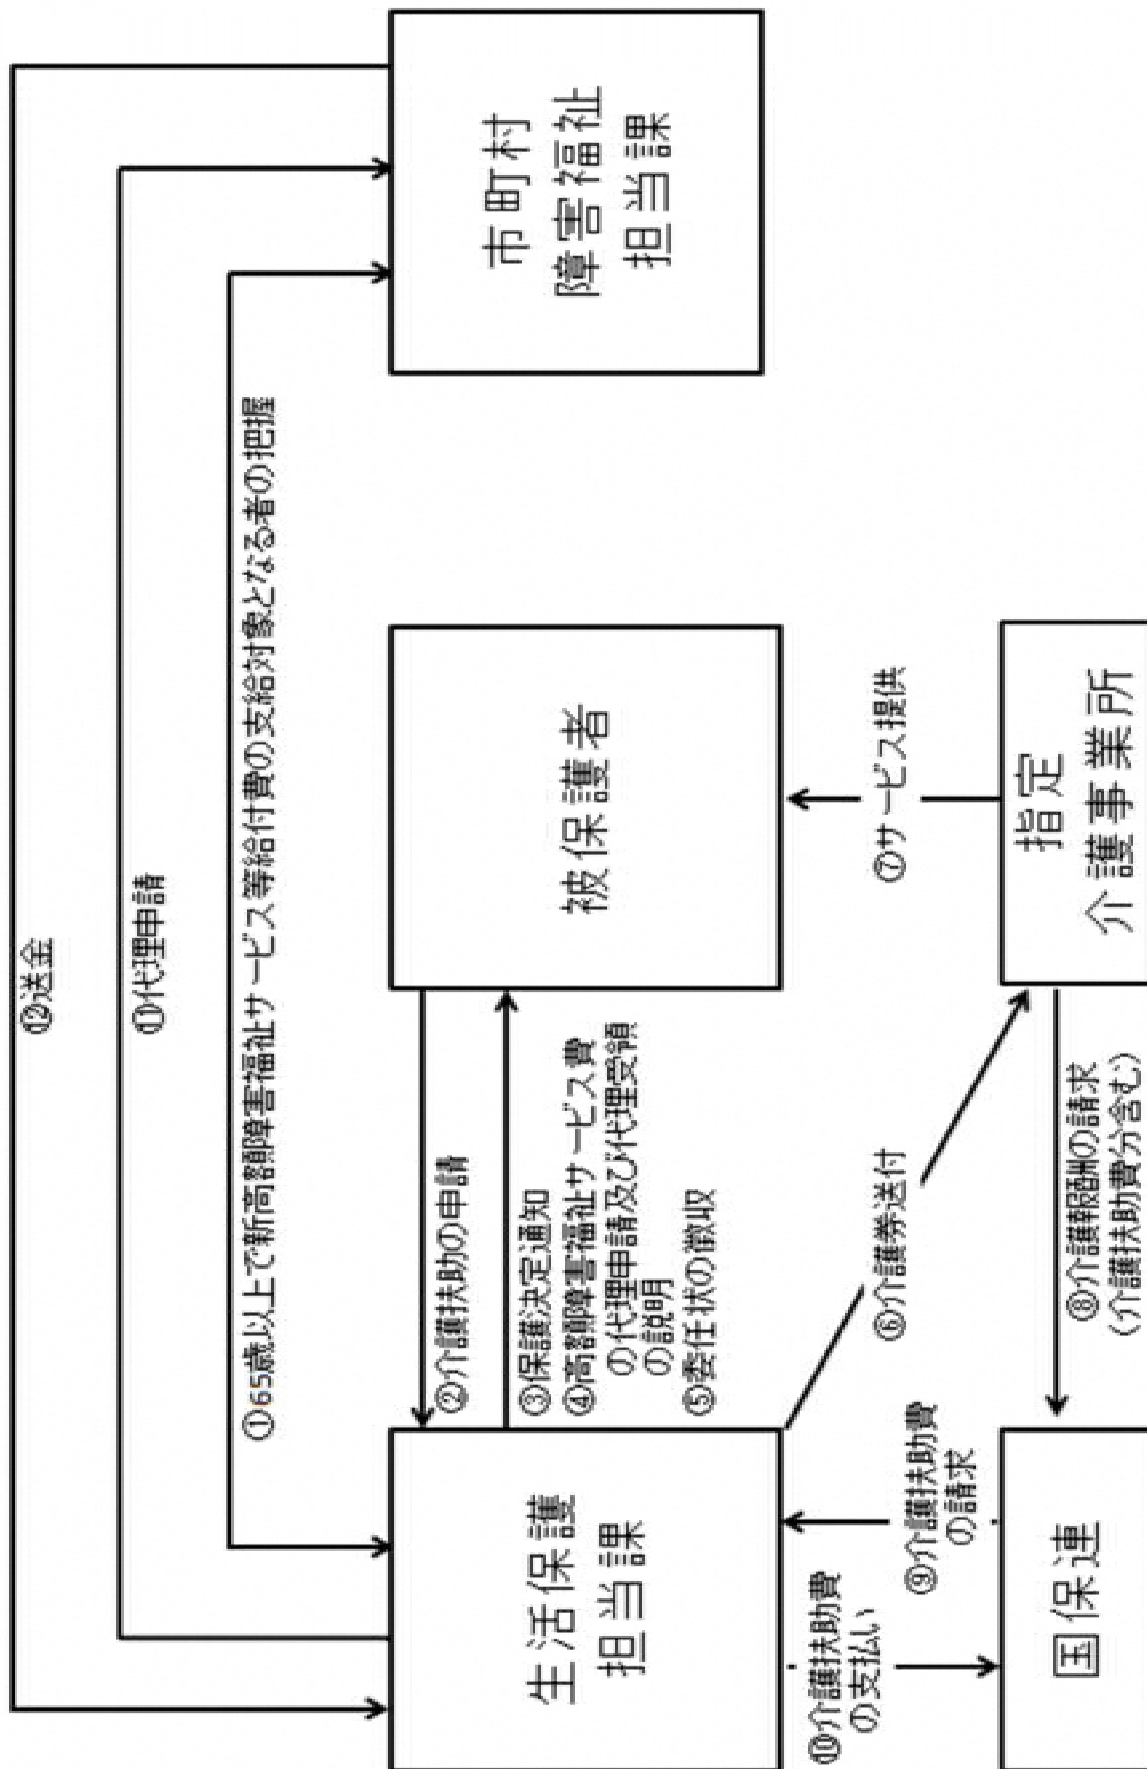 ⑫送金
⑪代理申請
①65歳以上で新高額障害福祉サービス等給付費の支給対象となる者の把握
生活保護
担当課
②介護扶助の申請
③保護決定通知
④高額障害福祉サービス費
の代理申請及び代理受領
の説明
⑤委任状の徴収
被保護者
市町村
障害福祉
担当課
⑩介護扶助費
の支払い
⑨介護扶助費
の請求
⑥介護券送付
⑦サービス提供
国保連
⑧介護報酬の請求
(介護扶助費分含む)
指定
介護事業所